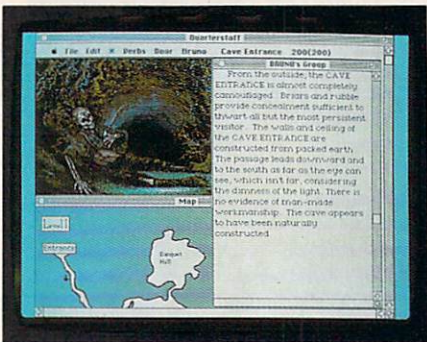 Quarterstaff
File Edit ⌘ Verbs Door Bruno Cave Entrance 200(200)
BRUNO's Group
From the outside, the CAVE
ENTRANCE is almost completely
camouflaged. Briars and rubble
provide concealment sufficient to
thwart all but the most persistent
visitor. The walls and ceiling of
the CAVE ENTRANCE are
constructed from packed earth.
The passage leads downward and
to the south as far as the eye can
see, which isn't far, considering
the dimness of the light. There is
no evidence of man-made
workmanship. The cave appears
to have been naturally
constructed.
Map
Level 1
Entrance
Banquet
Hall